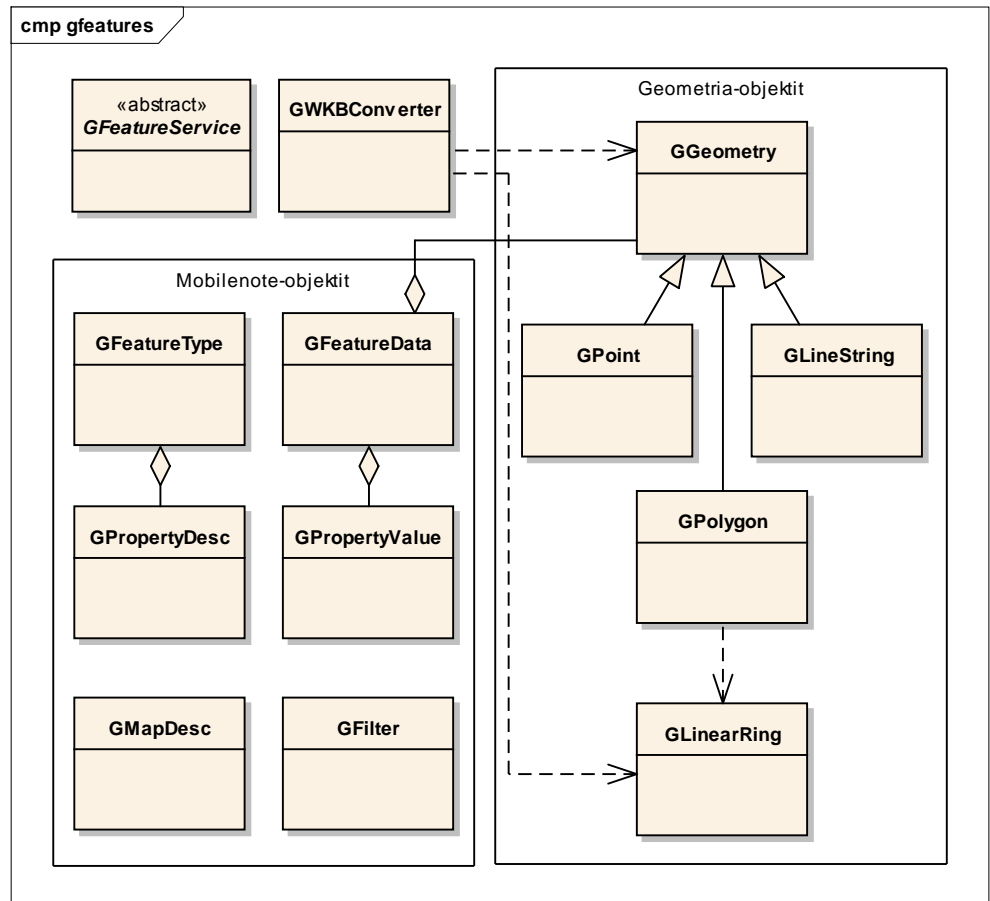 cmp gfeatures
«abstract»
GFeatureService
GWKBConverter
Geometria-objektit
GGeometry
Mobilenote-objektit
GFeatureType
GFeatureData
GPoint
GLineString
GPropertyDesc
GPropertyValue
GPolygon
GMapDesc
GFilter
GLinearRing